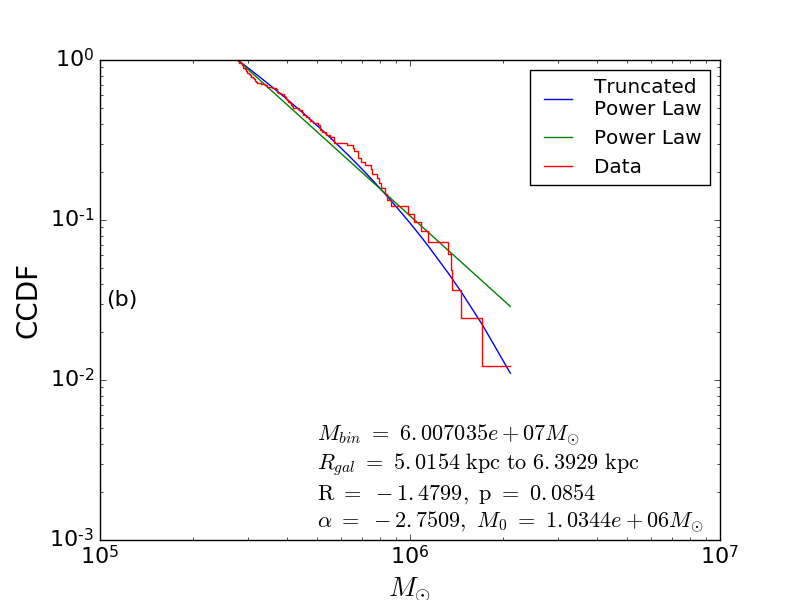 10^0
10^-1
10^-2
10^-3
CCDF
(b)
Truncated
Power Law
Power Law
Data
M_bin = 6.007035e+07M_⊙
R_gal = 5.0154 kpc to 6.3929 kpc
R = −1.4799, p = 0.0854
α = −2.7509, M_0 = 1.0344e+06M_⊙
10^5 10^6 10^7
M_⊙